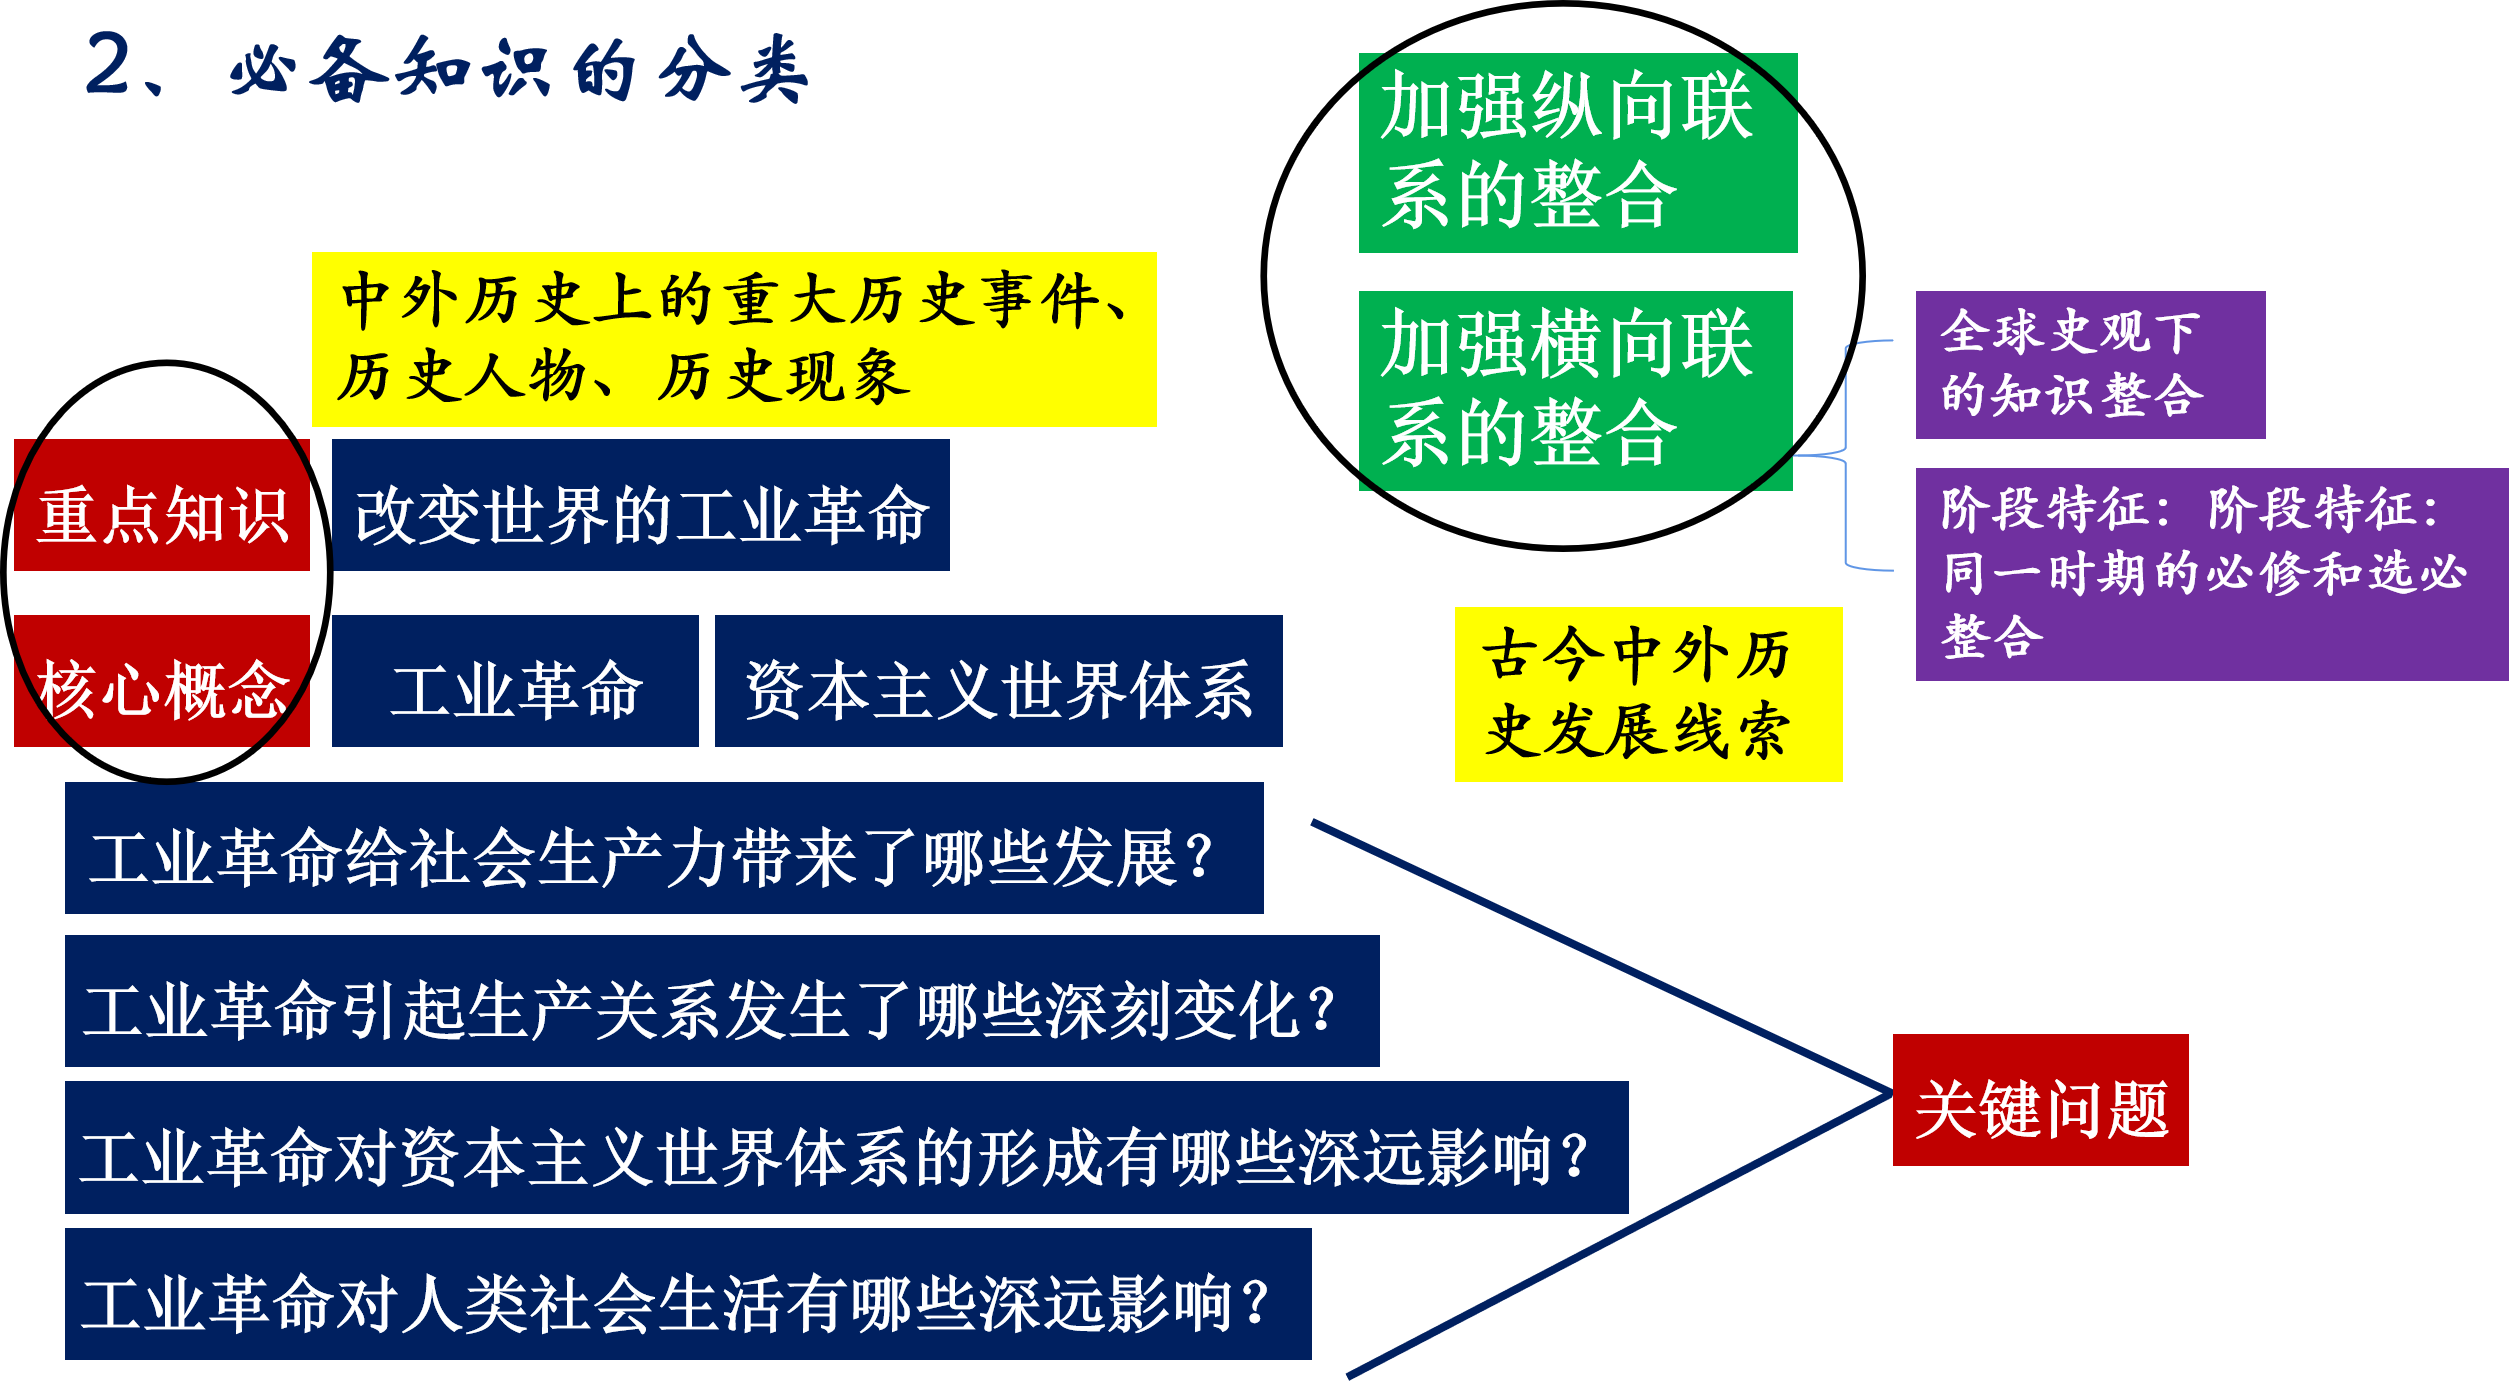 2、必备知识的分类
中外历史上的重大历史事件、
历史人物、历史现象
重点知识
改变世界的工业革命
核心概念
工业革命
资本主义世界体系
加强纵向联
系的整合
加强横向联
系的整合
全球史观下
的知识整合
阶段特征：阶段特征：
同一时期的必修和选必
整合
古今中外历
史发展线索
工业革命给社会生产力带来了哪些发展？
工业革命引起生产关系发生了哪些深刻变化？
工业革命对资本主义世界体系的形成有哪些深远影响？
工业革命对人类社会生活有哪些深远影响？
关键问题